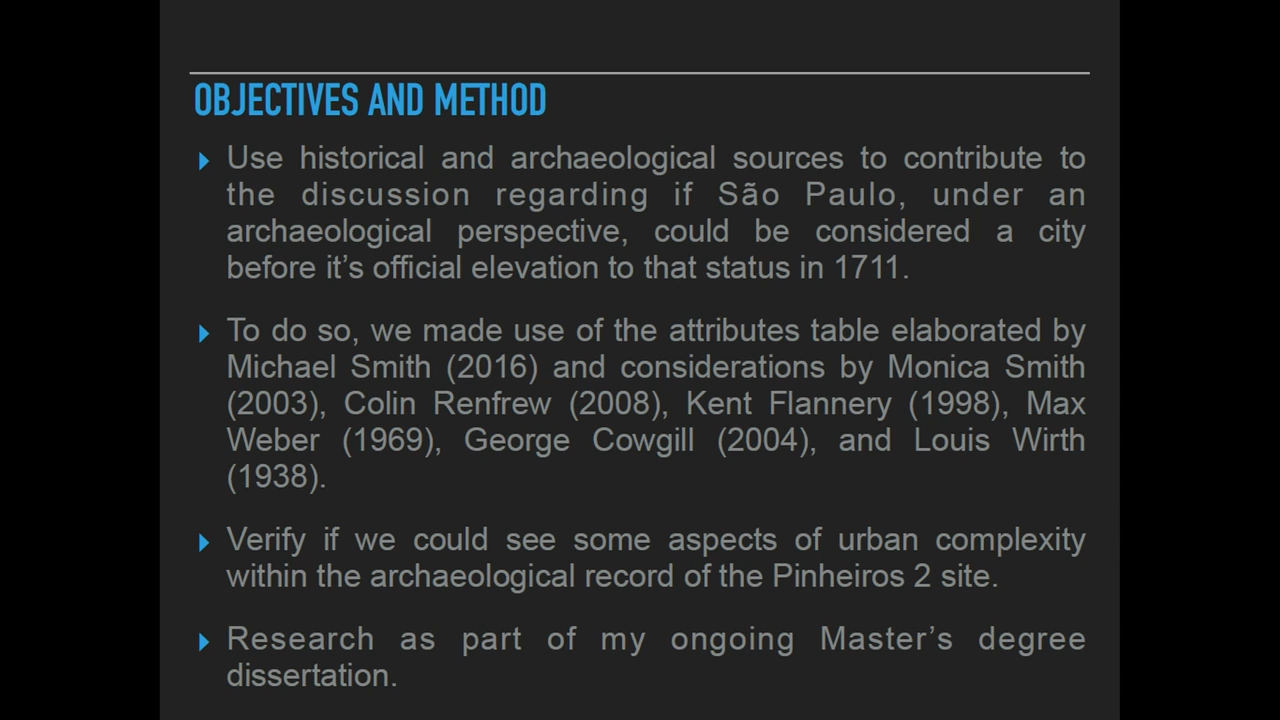 OBJECTIVES AND METHOD
Use historical and archaeological sources to contribute to
the discussion regarding if São Paulo, under an
archaeological perspective, could be considered a city
before it’s official elevation to that status in 1711.
To do so, we made use of the attributes table elaborated by
Michael Smith (2016) and considerations by Monica Smith
(2003), Colin Renfrew (2008), Kent Flannery (1998), Max
Weber (1969), George Cowgill (2004), and Louis Wirth
(1938).
Verify if we could see some aspects of urban complexity
within the archaeological record of the Pinheiros 2 site.
Research as part of my ongoing Master’s degree
dissertation.